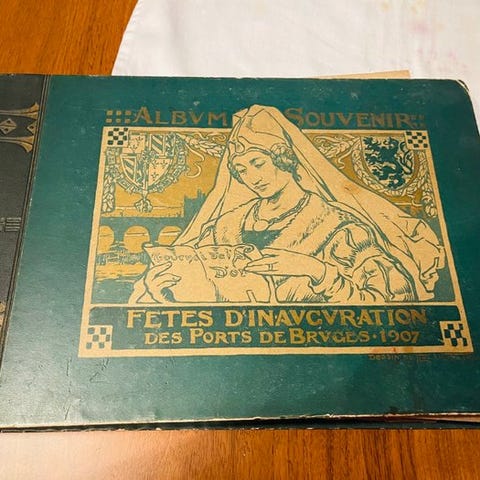 ALBVM SOUVENIR
FETES D'INAVGVRATION
DES PORTS DE BRVGES · 1907